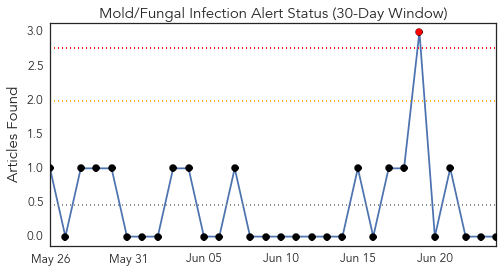 Mold/Fungal Infection Alert Status (30-Day Window)
Articles Found
3.0
2.5
2.0
1.5
1.0
0.5
0.0
May 26
May 31
Jun 05
Jun 10
Jun 15
Jun 20